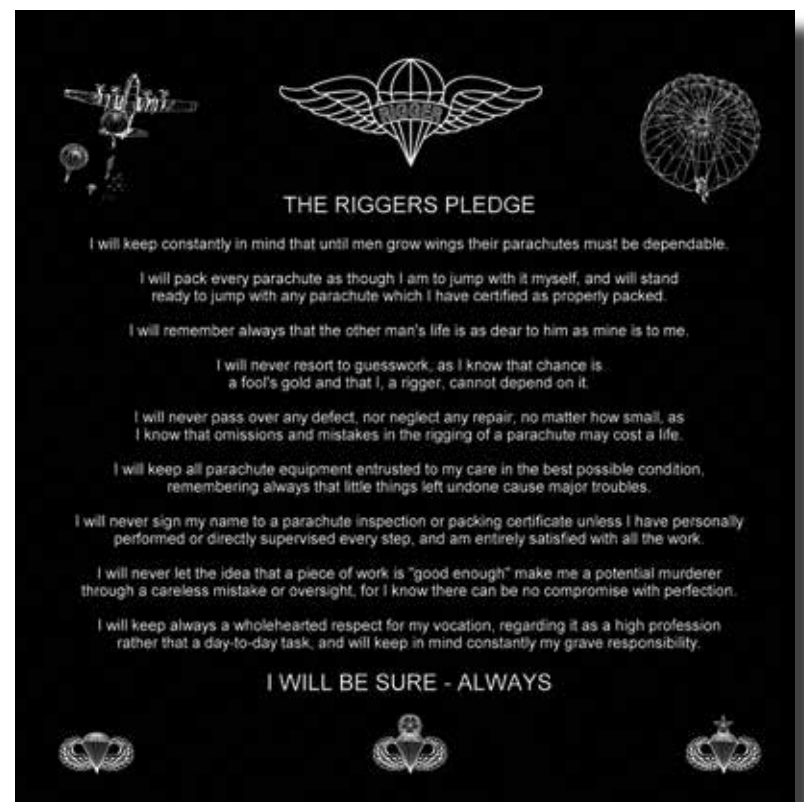 RIGGER
THE RIGGERS PLEDGE
I will keep constantly in mind that until men grow wings their parachutes must be dependable.
I will pack every parachute as though I am to jump with it myself, and will stand
ready to jump with any parachute which I have certified as properly packed.
I will remember always that the other man's life is as dear to him as mine is to me.
I will never resort to guesswork, as I know that chance is
a fool's gold and that I, a rigger, cannot depend on it.
I will never pass over any defect, nor neglect any repair, no matter how small, as
I know that omissions and mistakes in the rigging of a parachute may cost a life.
I will keep all parachute equipment entrusted to my care in the best possible condition,
remembering always that little things left undone cause major troubles.
I will never sign my name to a parachute inspection or packing certificate unless I have personally
performed or directly supervised every step, and am entirely satisfied with all the work.
I will never let the idea that a piece of work is "good enough" make me a potential murderer
through a careless mistake or oversight, for I know there can be no compromise with perfection.
I will keep always a wholehearted respect for my vocation, regarding it as a high profession
rather that a day-to-day task, and will keep in mind constantly my grave responsibility.
I WILL BE SURE - ALWAYS